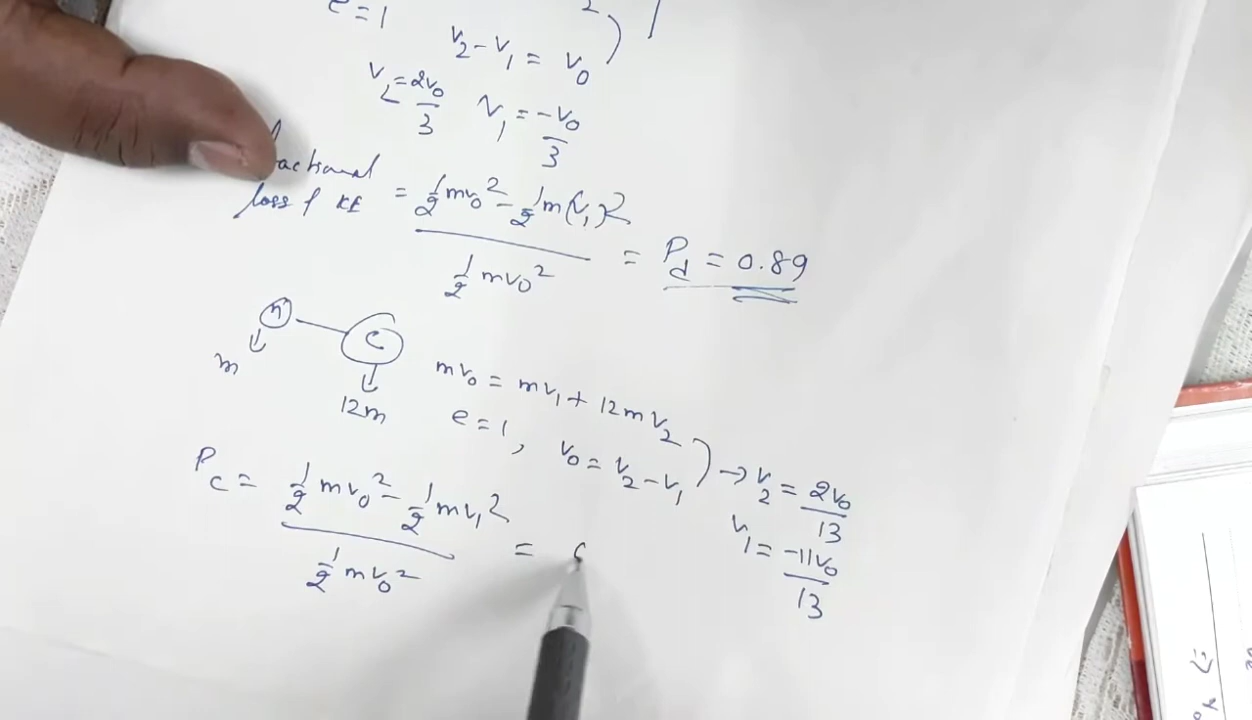 e = 1
v₂ - v₁ = v₀
v₂ = 2v₀/3 v₁ = -v₀/3
loss of KE = (½mv₀² - ½m(v₁)²)/(½mv₀²) = P_d = 0.89
n C
m 12m
mv₀ = mv₁ + 12mv₂
e = 1, v₀ = v₂ - v₁ → v₂ = 2v₀/13
v₁ = -11v₀/13
P_c = (½mv₀² - ½mv₁²)/(½mv₀²) =